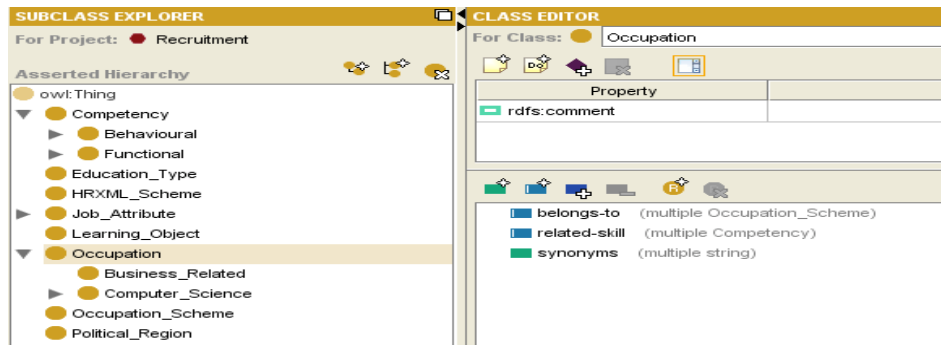 SUBCLASS EXPLORER
For Project: Recruitment
Asserted Hierarchy
owl:Thing
Competency
Behavioural
Functional
Education_Type
HRXML_Scheme
Job_Attribute
Learning_Object
Occupation
Business_Related
Computer_Science
Occupation_Scheme
Political_Region
CLASS EDITOR
For Class: Occupation
Property
rdfs:comment
belongs-to (multiple Occupation_Scheme)
related-skill (multiple Competency)
synonyms (multiple string)